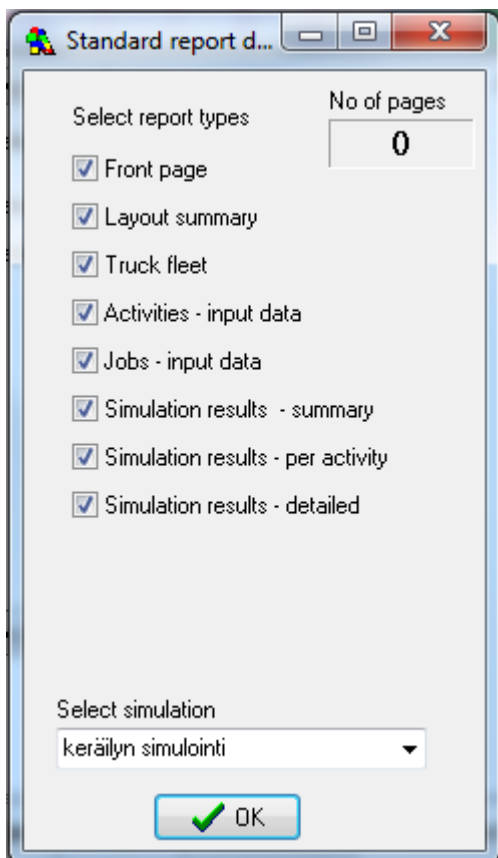 Standard report d...
No of pages
Select report types
0
Front page
Layout summary
Truck fleet
Activities - input data
Jobs - input data
Simulation results - summary
Simulation results - per activity
Simulation results - detailed
Select simulation
keräilyn simulointi
OK